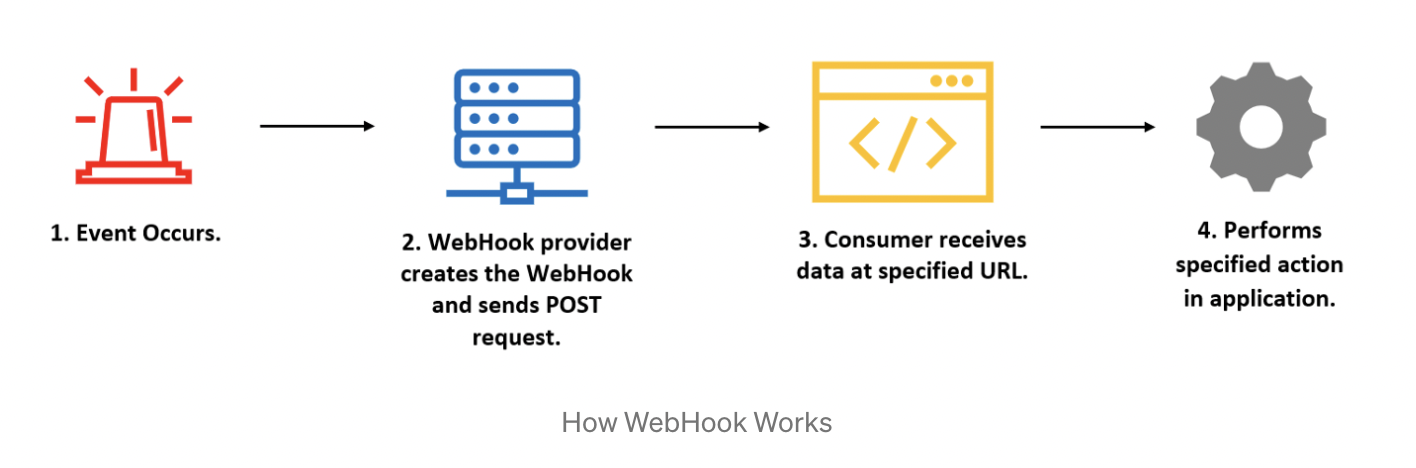 1. Event Occurs.
2. WebHook provider
creates the WebHook
and sends POST
request.
3. Consumer receives
data at specified URL.
4. Performs
specified action
in application.
How WebHook Works